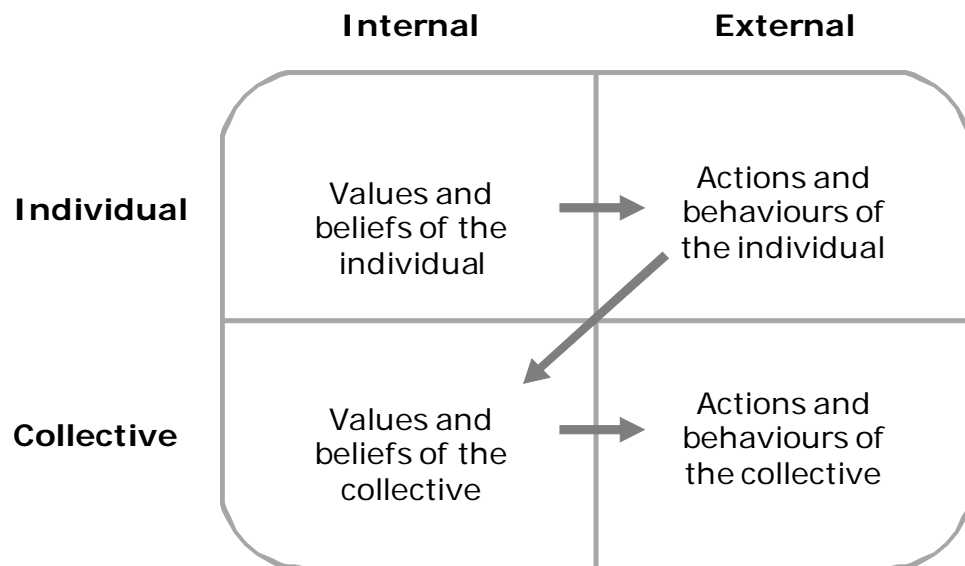 Internal
External
Individual
Values and
beliefs of the
individual
Actions and
behaviours of
the individual
Collective
Values and
beliefs of the
collective
Actions and
behaviours of
the collective